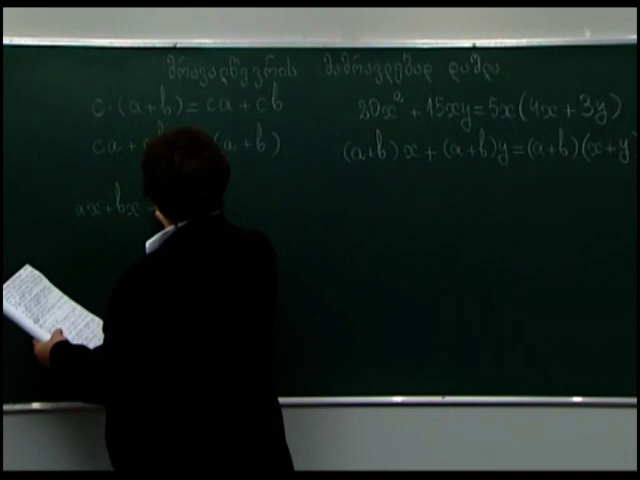 მრავალწევრის მამრავლებად დაშლა
c·(a+b)=ca+cb
ca+ (a+b)
ax+bx
20x²+15xy=5x(4x+3y)
(a+b)x+(a+b)y=(a+b)(x+y